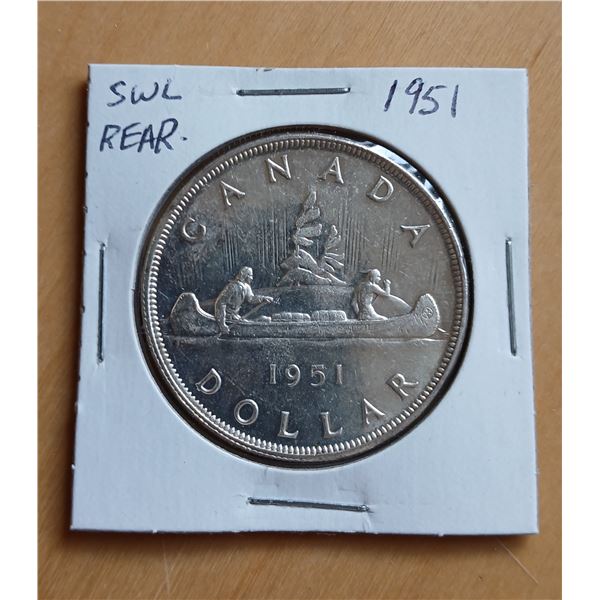 SWL
REAR.
1951
CANADA
1951
DOLLAR